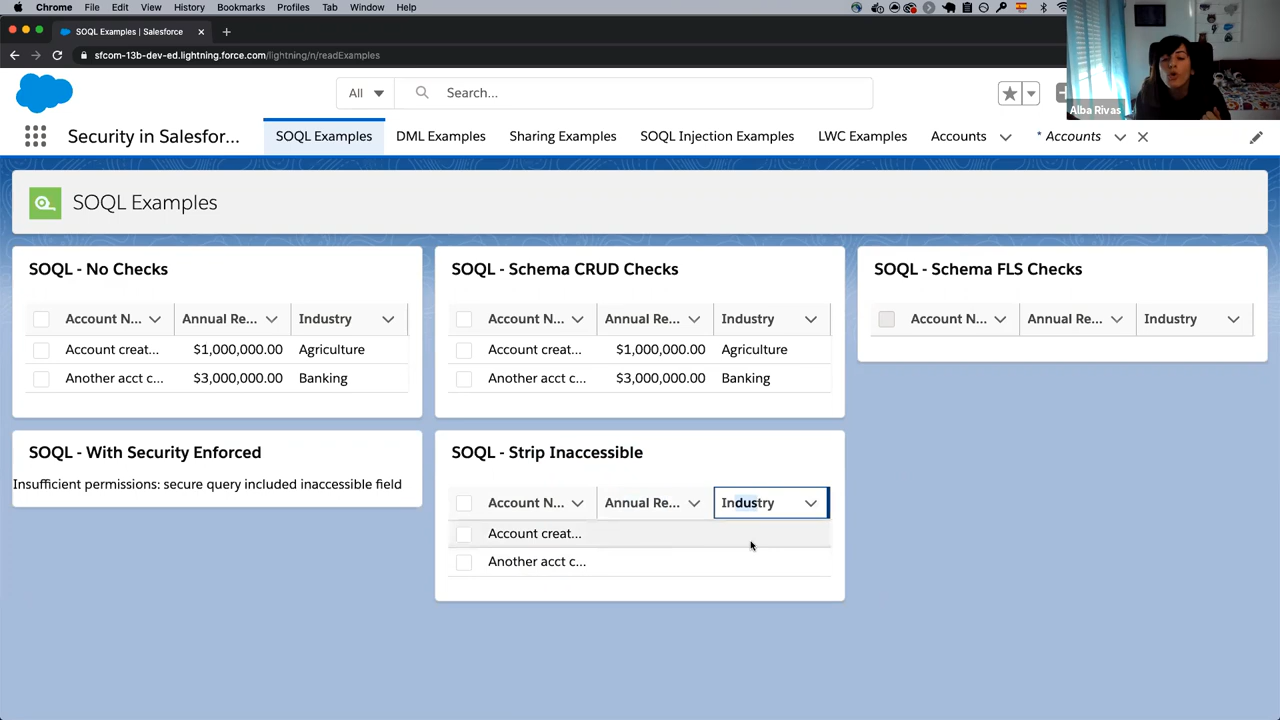 Chrome File Edit View History Bookmarks Profiles Tab Window Help
SOQL Examples | Salesforce
sfcom-13b-dev-ed.lightning.force.com/lightning/n/readExamples
All Search...
Alba Rivas
Security in Salesfor... SOQL Examples DML Examples Sharing Examples SOQL Injection Examples LWC Examples Accounts * Accounts
SOQL Examples
SOQL - No Checks
Account N... Annual Re... Industry
Account creat... $1,000,000.00 Agriculture
Another acct c... $3,000,000.00 Banking
SOQL - Schema CRUD Checks
Account N... Annual Re... Industry
Account creat... $1,000,000.00 Agriculture
Another acct c... $3,000,000.00 Banking
SOQL - Schema FLS Checks
Account N... Annual Re... Industry
SOQL - With Security Enforced
Insufficient permissions: secure query included inaccessible field
SOQL - Strip Inaccessible
Account N... Annual Re... Industry
Account creat...
Another acct c...